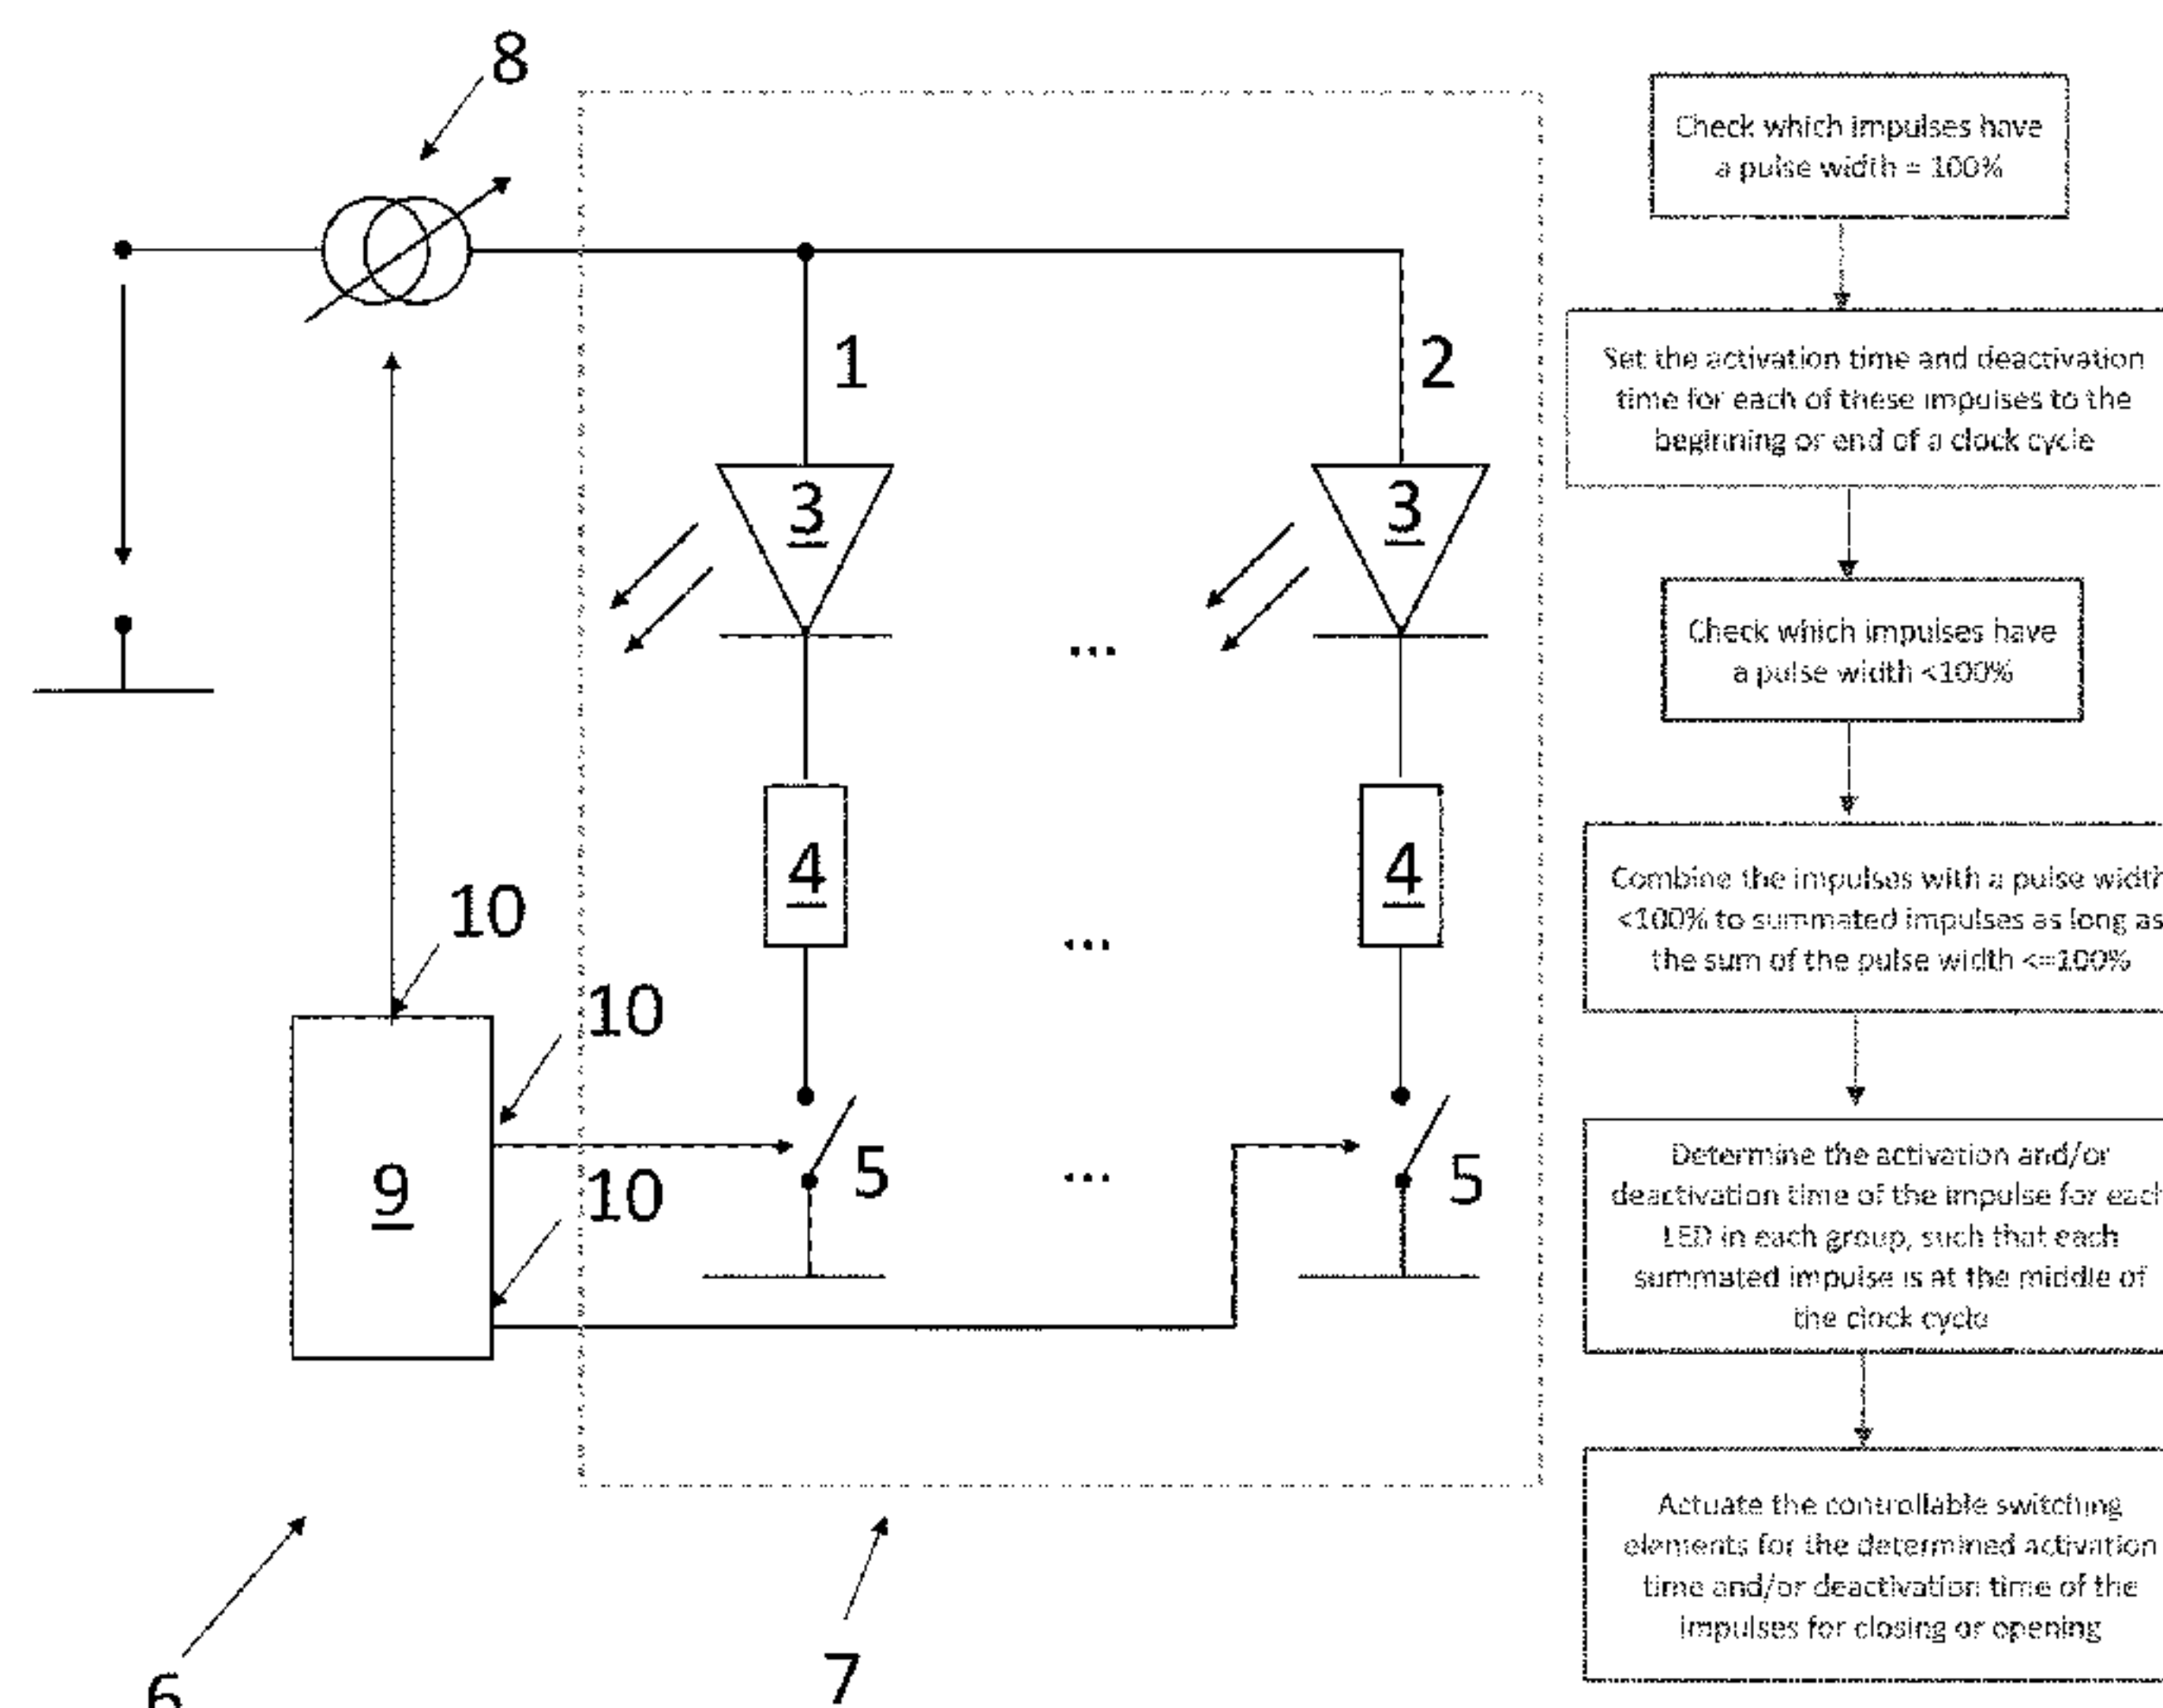 8
1
2
3
3
4
4
10
10
10
9
5
5
6
7
...
...
...
Check which impulses have
a pulse width = 100%
Set the activation time and deactivation
time for each of these impulses to the
beginning or end of a clock cycle
Check which impulses have
a pulse width <100%
Combine the impulses with a pulse width
<100% to summated impulses as long as
the sum of the pulse width <=100%
Determine the activation and/or
deactivation time of the impulse for each
LED in each group, such that each
summated impulse is at the middle of
the clock cycle
Actuate the controllable switching
elements for the determined activation
time and/or deactivation time of the
impulses for closing or opening